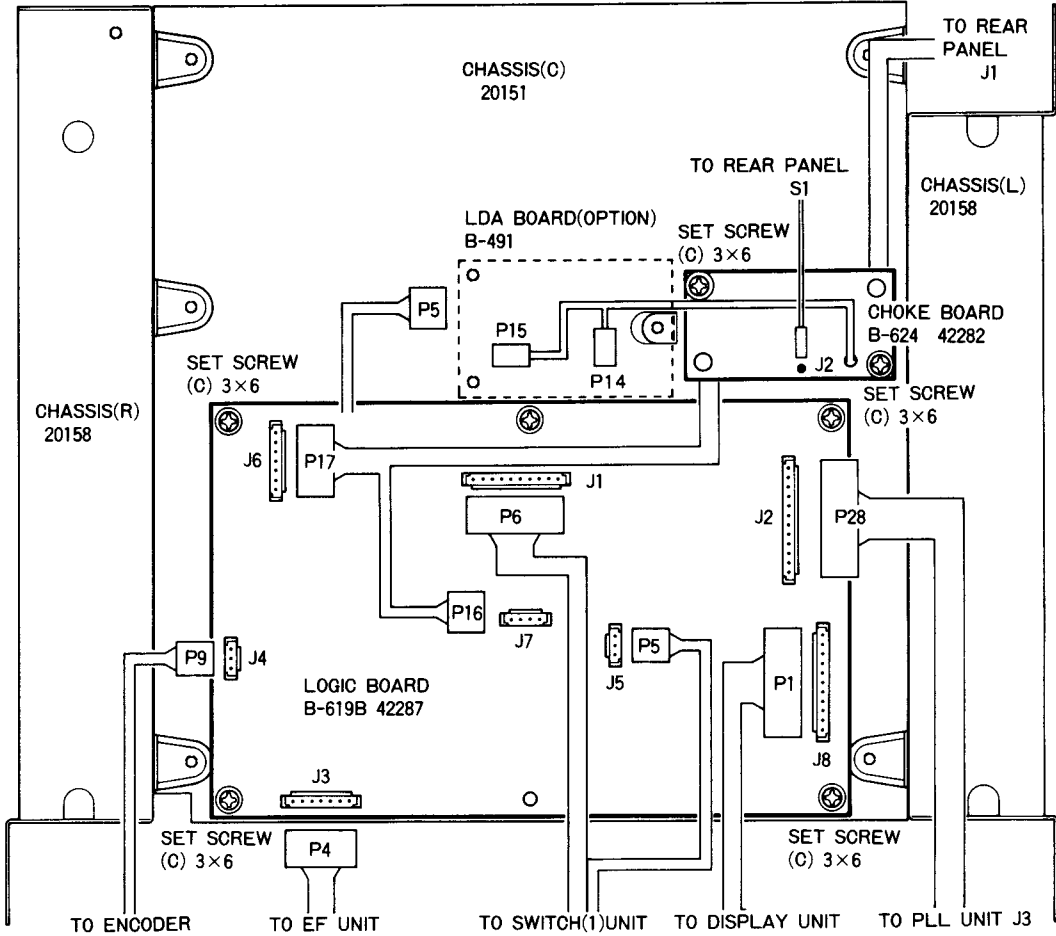 TO REAR
PANEL
J1
CHASSIS(C)
20151
TO REAR PANEL
S1
CHASSIS(L)
20158
LDA BOARD(OPTION)
B-491
SET SCREW
(C) 3×6
P5
P15
P14
J2
CHOKE BOARD
B-624 42282
SET SCREW
(C) 3×6
SET SCREW
(C) 3×6
CHASSIS(R)
20158
J6
P17
J1
P6
J2
P28
P16
J7
J5
P5
P9
J4
P1
J8
LOGIC BOARD
B-619B 42287
J3
SET SCREW
(C) 3×6
P4
SET SCREW
(C) 3×6
TO ENCODER
TO EF UNIT
TO SWITCH(1)UNIT
TO DISPLAY UNIT
TO PLL UNIT J3